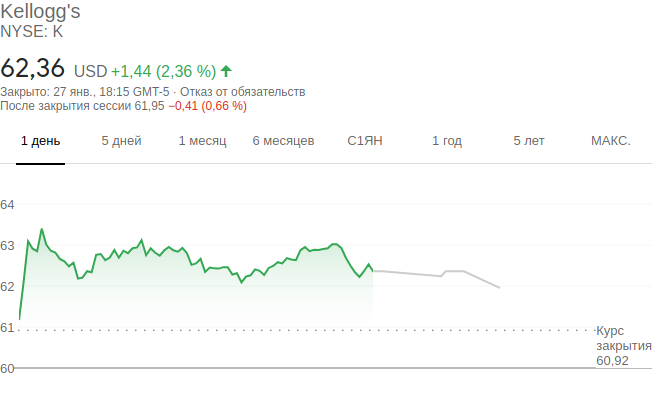 Kellogg's
NYSE: K
62,36 USD +1,44 (2,36 %)
Закрыто: 27 янв., 18:15 GMT-5 · Отказ от обязательств
После закрытия сессии 61,95 −0,41 (0,66 %)
1 день 5 дней 1 месяц 6 месяцев С1ЯН 1 год 5 лет МАКС.
64
63
62
61
Курс
закрытия
60,92
60